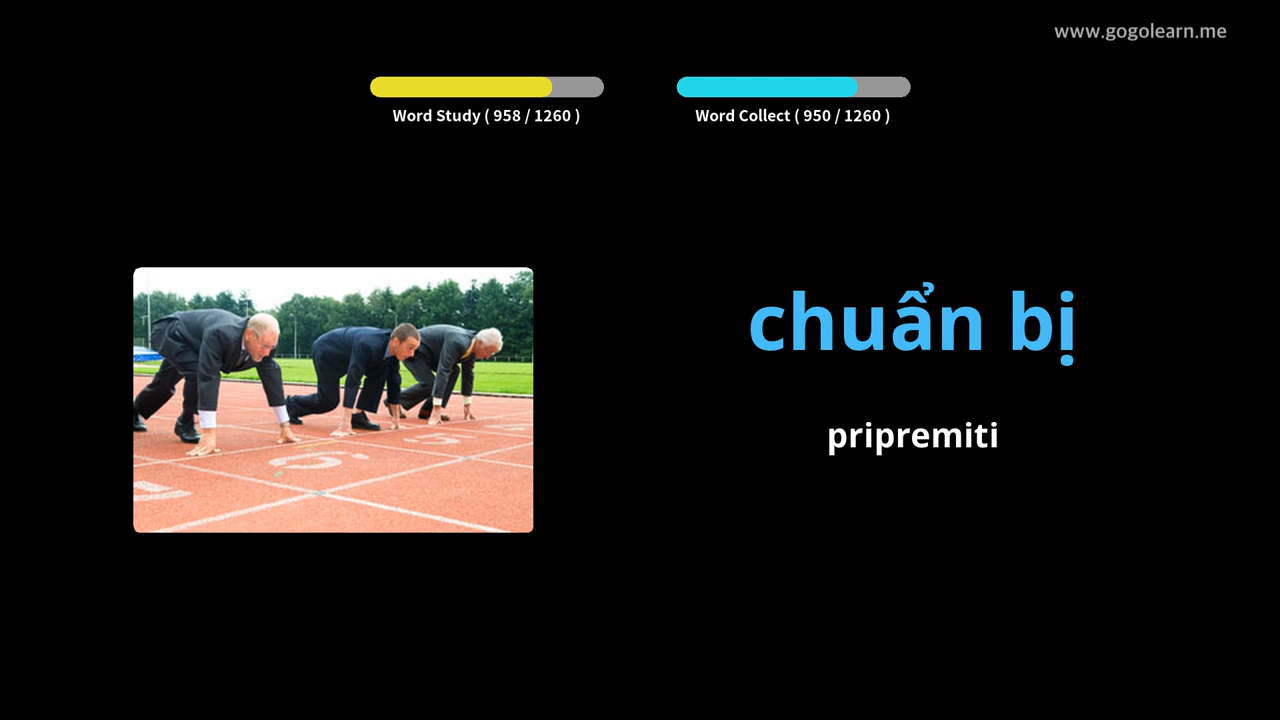 www.gogolearn.me
Word Study ( 958 / 1260 )
Word Collect ( 950 / 1260 )
chuẩn bị
pripremiti